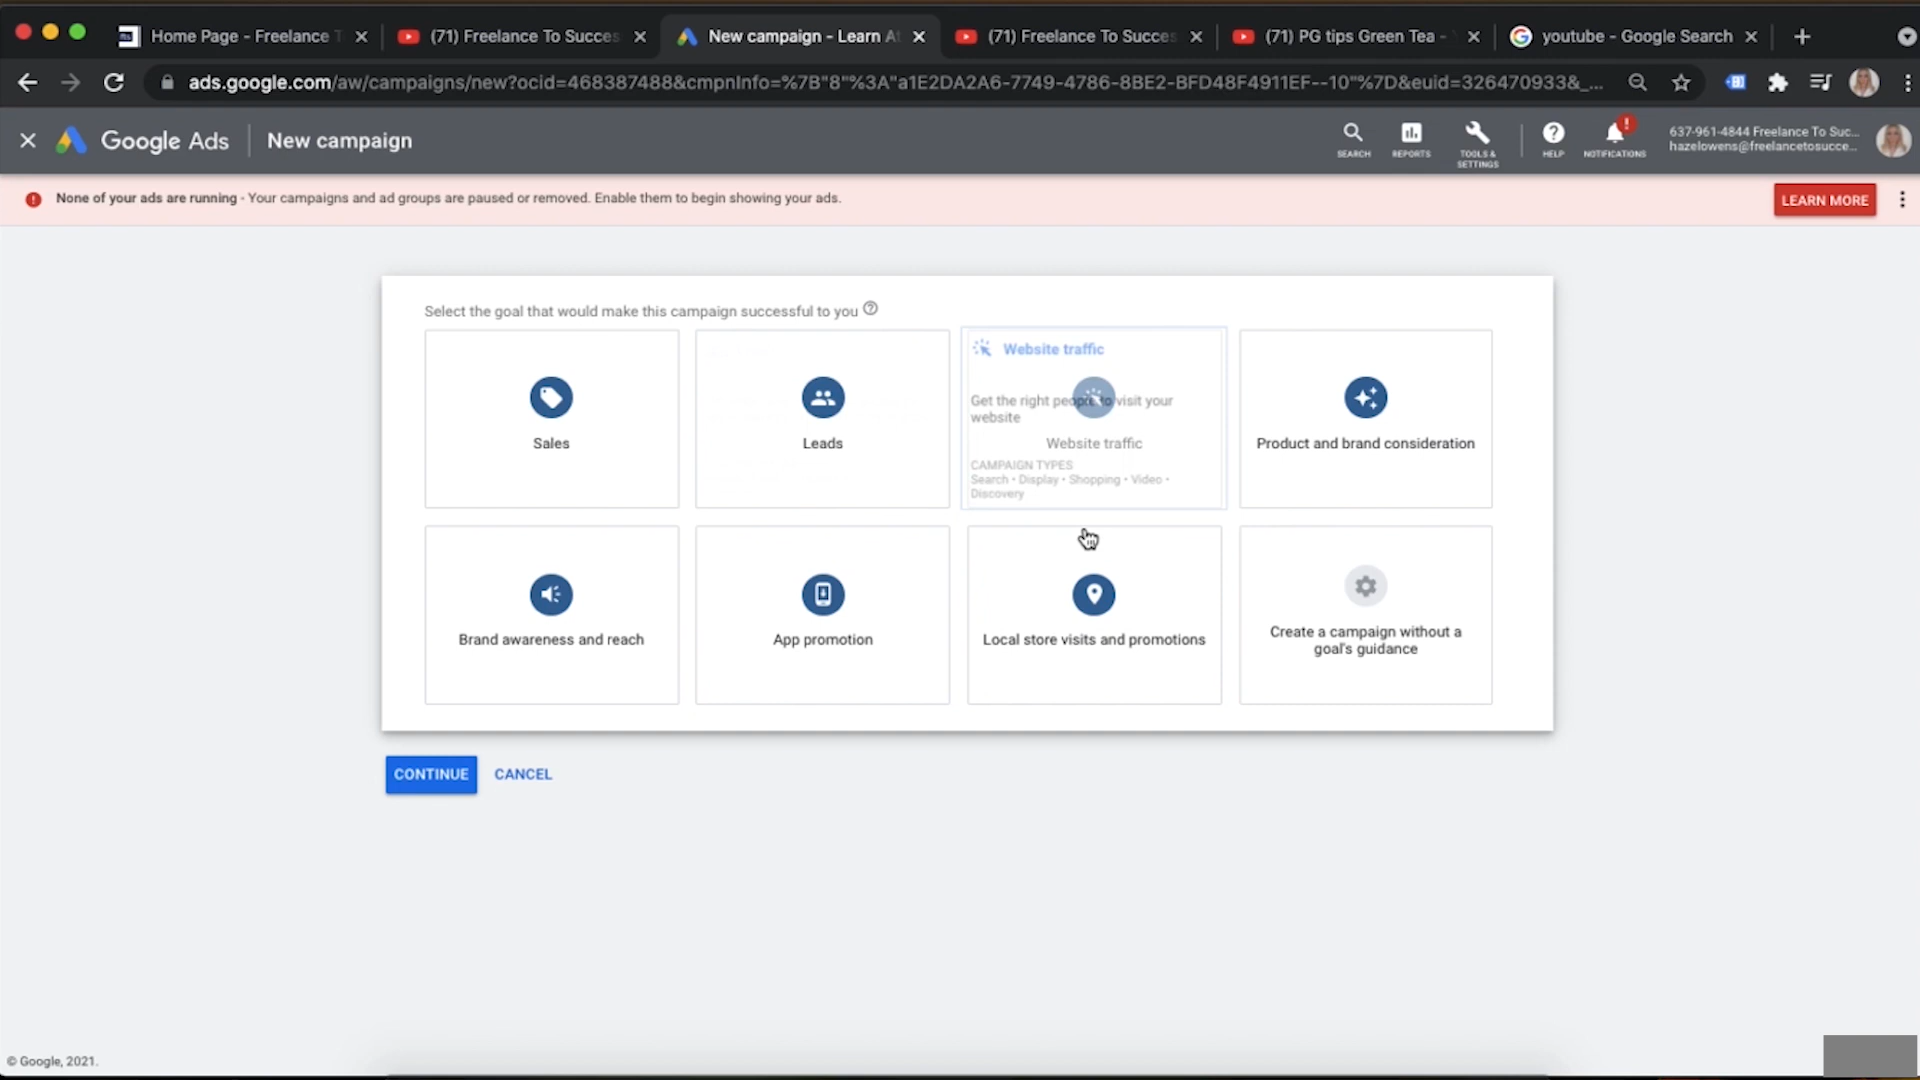 Home Page - Freelance T
(71) Freelance To Succes
New campaign - Learn A
(71) Freelance To Succes
(71) PG tips Green Tea -
youtube - Google Search
ads.google.com/aw/campaigns/new?ocid=468387488&cmpnInfo=%7B"8"%3A"a1E2DA2A6-7749-4786-8BE2-BFD48F4911EF--10"%7D&euid=326470933&_...
Google Ads
New campaign
SEARCH
REPORTS
TOOLS & SETTINGS
HELP
NOTIFICATIONS
637-961-4844 Freelance To Suc...
hazelowens@freelancetosucce...
None of your ads are running - Your campaigns and ad groups are paused or removed. Enable them to begin showing your ads.
LEARN MORE
Select the goal that would make this campaign successful to you
Sales
Leads
Website traffic
Get the right people to visit your
website
Website traffic
CAMPAIGN TYPES
Search • Display • Shopping • Video •
Discovery
Product and brand consideration
Brand awareness and reach
App promotion
Local store visits and promotions
Create a campaign without a
goal's guidance
CONTINUE
CANCEL
© Google, 2021.